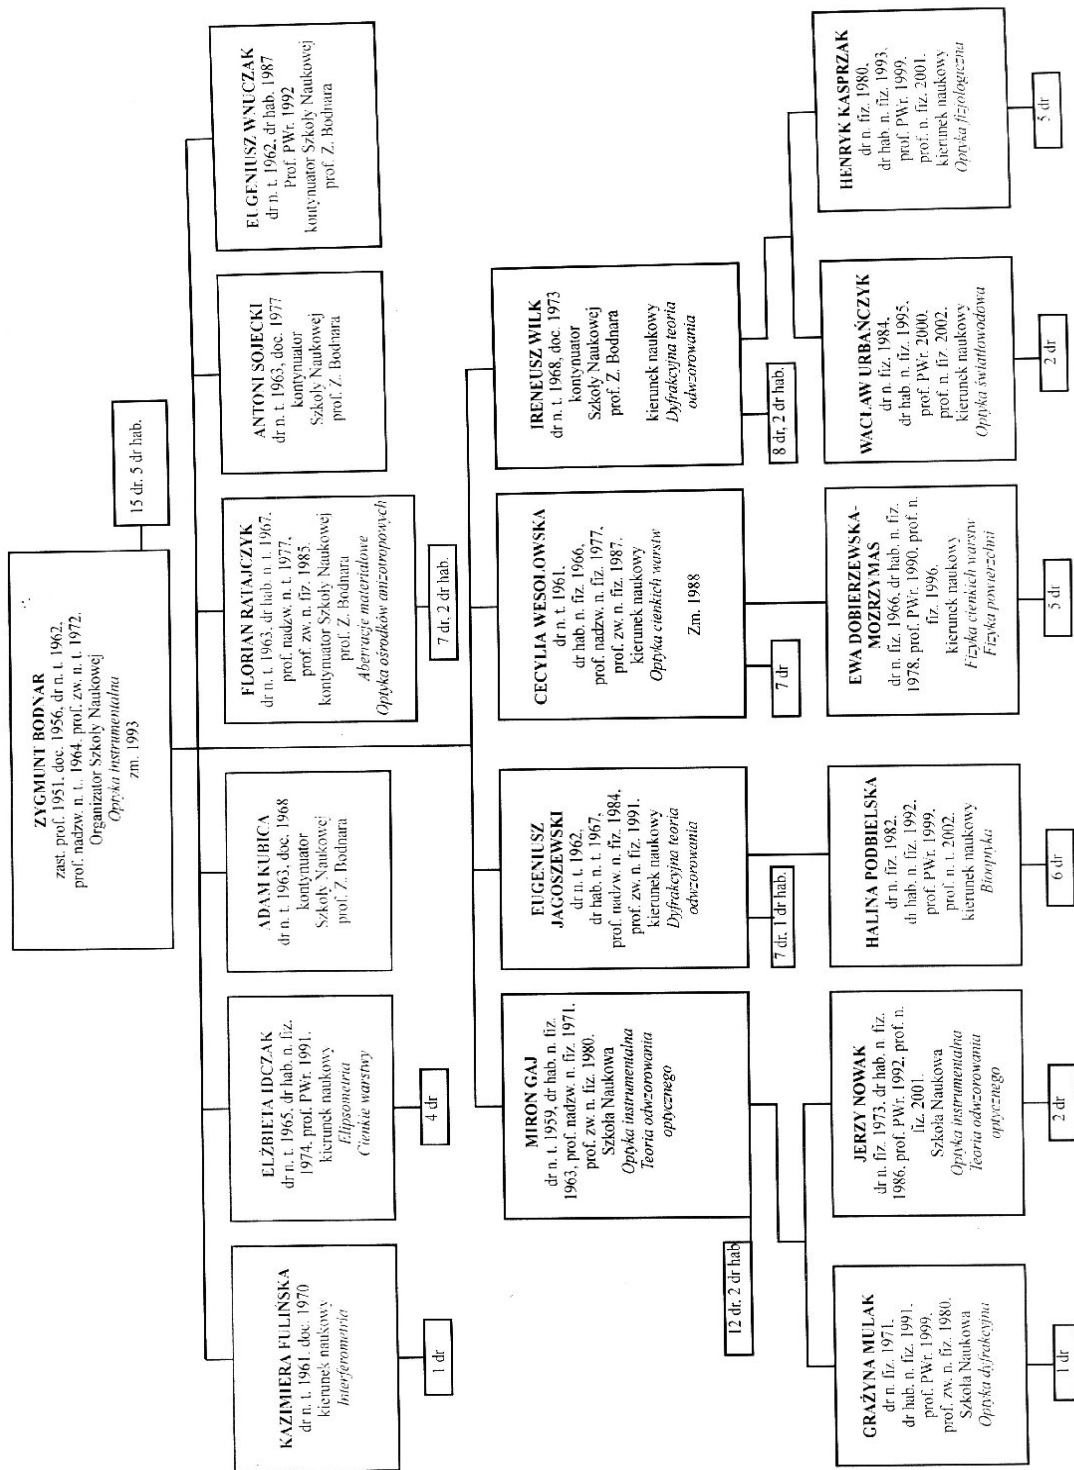 ZYGMUNT BODNAR
zast. prof. 1951, doc. 1956, dr n. t. 1962,
prof. nadzw. n. t. 1964. prof. zw. n. t. 1972.
Organizator Szkoły Naukowej
Optyka instrumentalna
zm. 1993
15 dr, 5 dr hab.
KAZIMIERA FULIŃSKA
dr n. t. 1961, doc. 1970
kierunek naukowy
Interferometria
1 dr
ELŻBIETA IDCZAK
dr n. t. 1965, dr hab. n. fiz.
1974, prof. PWr. 1991.
kierunek naukowy
Elipsometria
Cienkie warstwy
4 dr
ADAM KUBICA
dr n. t. 1963, doc. 1968
kontynuator
Szkoły Naukowej
prof. Z. Bodnara
FLORIAN RATAJCZYK
dr n. t. 1963, dr hab. n. t. 1967.
prof. nadzw. n. t. 1977,
prof. zw. n. fiz. 1985.
kontynuator Szkoły Naukowej
prof. Z. Bodnara
Aberracje materiałowe
Optyka ośrodków anizotropowych
7 dr, 2 dr hab.
ANTONI SOJECKI
dr n. t. 1963, doc. 1977
kontynuator
Szkoły Naukowej
prof. Z. Bodnara
EUGENIUSZ WNUCZAK
dr n. t. 1962, dr hab. 1987
Prof. PWr. 1992
kontynuator Szkoły Naukowej
prof. Z. Bodnara
MIRON GAJ
dr n. t. 1959, dr hab. n. fiz.
1963, prof. nadzw. n. fiz. 1971.
prof. zw. n. fiz. 1980.
Szkoła Naukowa
Optyka instrumentalna
Teoria odwzorowania
optycznego
12 dr, 2 dr hab
EUGENIUSZ
JAGOSZEWSKI
dr n. t. 1962,
dr hab. n. t. 1967,
prof. nadzw. n. fiz. 1984,
prof. zw. n. fiz. 1991.
kierunek naukowy
Dyfrakcyjna teoria
odwzorowania
7 dr, 1 dr hab.
CECYLIA WESOŁOWSKA
dr n. t. 1961,
dr hab. n. fiz. 1966,
prof. nadzw. n. fiz. 1977,
prof. zw. n. fiz. 1987.
kierunek naukowy
Optyka cienkich warstw
Zm. 1988
7 dr
IRENEUSZ WILK
dr n. t. 1968, doc. 1973
kontynuator
Szkoły Naukowej
prof. Z. Bodnara
kierunek naukowy
Dyfrakcyjna teoria
odwzorowania
8 dr, 2 dr hab.
GRAŻYNA MULAK
dr n. fiz. 1971.
dr hab. n. fiz. 1991.
prof. PWr. 1999.
prof. zw. n. fiz. 1980.
Szkoła Naukowa
Optyka dyfrakcyjna
1 dr
JERZY NOWAK
dr n. fiz. 1973, dr hab. n. fiz.
1986, prof. PWr. 1992, prof. n.
fiz. 2001.
Szkoła Naukowa
Optyka instrumentalna
Teoria odwzorowania
optycznego
2 dr
HALINA PODBIELSKA
dr n. fiz. 1982.
dr hab. n. fiz. 1992.
prof. PWr. 1999.
prof. n. t. 2002.
kierunek naukowy
Biooptyka
6 dr
EWA DOBIERZEWSKA-
MOZRZYMAS
dr n. fiz. 1966, dr hab. n. fiz.
1978, prof. PWr. 1990, prof. n.
fiz. 1996.
kierunek naukowy
Fizyka cienkich warstw
Fizyka powierzchni
5 dr
WACŁAW URBAŃCZYK
dr n. fiz. 1984.
dr hab. n. fiz. 1995.
prof. PWr. 2000.
prof. n. fiz. 2002.
kierunek naukowy
Optyka światłowodowa
2 dr
HENRYK KASPRZAK
dr n. fiz. 1980,
dr hab. n. fiz. 1993.
prof. PWr. 1999.
prof. n. fiz. 2001.
kierunek naukowy
Optyka fizjologiczna
5 dr